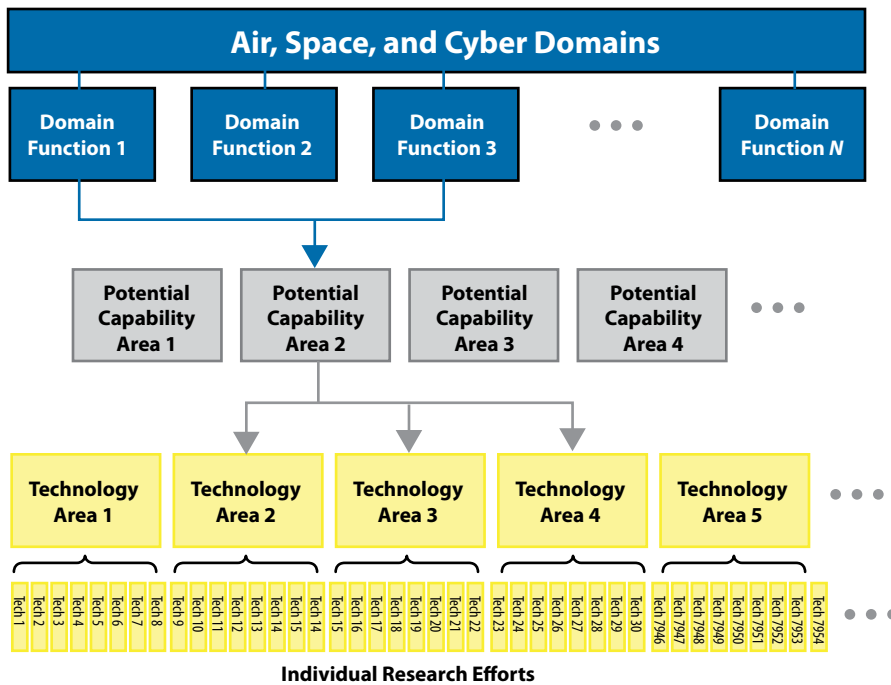 Air, Space, and Cyber Domains
Domain
Function 1
Domain
Function 2
Domain
Function 3
Domain
Function N
Potential
Capability
Area 1
Potential
Capability
Area 2
Potential
Capability
Area 3
Potential
Capability
Area 4
Technology
Area 1
Technology
Area 2
Technology
Area 3
Technology
Area 4
Technology
Area 5
Tech 1
Tech 2
Tech 3
Tech 4
Tech 5
Tech 6
Tech 7
Tech 8
Tech 9
Tech 10
Tech 11
Tech 12
Tech 13
Tech 14
Tech 15
Tech 14
Tech 15
Tech 16
Tech 17
Tech 18
Tech 19
Tech 20
Tech 21
Tech 22
Tech 23
Tech 24
Tech 25
Tech 26
Tech 27
Tech 28
Tech 29
Tech 30
Tech 7946
Tech 7947
Tech 7948
Tech 7949
Tech 7950
Tech 7951
Tech 7952
Tech 7953
Tech 7954
Individual Research Efforts